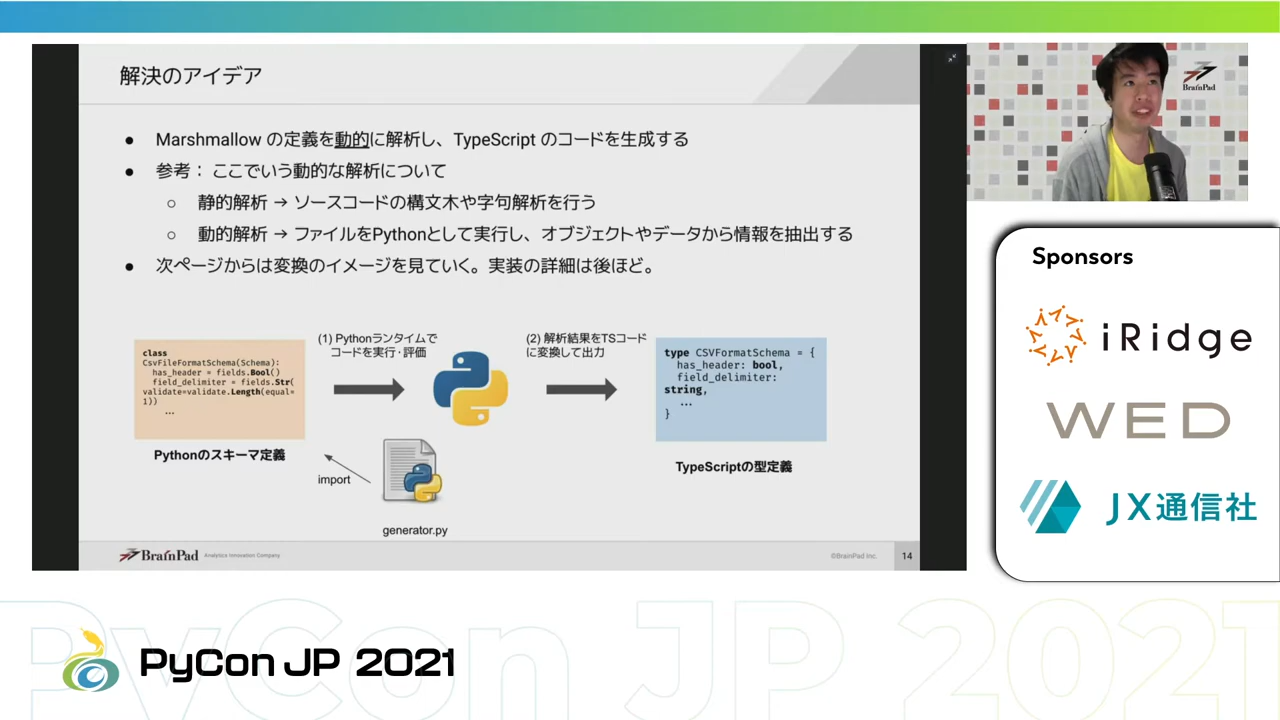 解決のアイデア
● Marshmallow の定義を動的に解析し、TypeScript のコードを生成する
● 参考： ここでいう動的な解析について
○ 静的解析 → ソースコードの構文木や字句解析を行う
○ 動的解析 → ファイルをPythonとして実行し、オブジェクトやデータから情報を抽出する
● 次ページからは変換のイメージを見ていく。実装の詳細は後ほど。
class
CsvFileFormatSchema(Schema):
has_header = fields.Bool()
field_delimiter = fields.Str(
validate=validate.Length(equal=
1))
...
Pythonのスキーマ定義
(1) Pythonランタイムで
コードを実行・評価
import
generator.py
(2) 解析結果をTSコード
に変換して出力
type CSVFormatSchema = {
has_header: bool,
field_delimiter:
string,
...
}
TypeScriptの型定義
BrainPad Analytics Innovation Company
©BrainPad Inc.
14
BrainPad
Sponsors
iRidge
WED
JX通信社
PyCon JP 2021
PyCon JP 2021